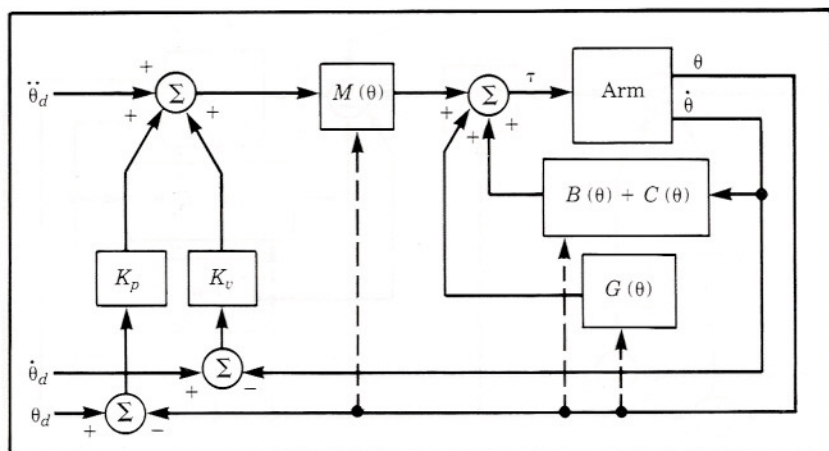 θ̈d
+
+
Σ
+
M(θ)
+
+
Σ
+
τ
Arm
θ
θ̇
B(θ) + C(θ)
G(θ)
Kp
Kv
θ̇d
+
Σ
−
θd
+
Σ
−